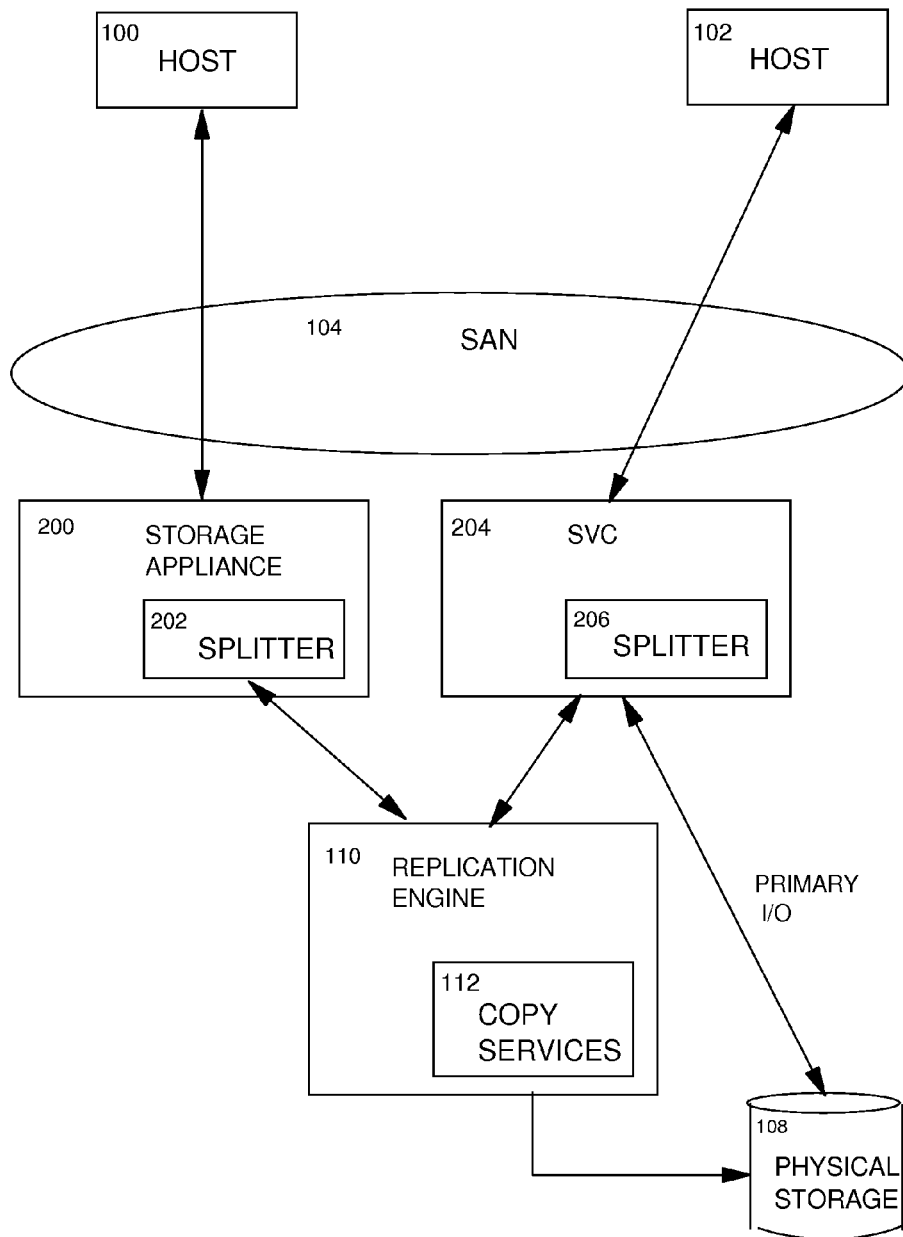 100
HOST
102
HOST
104
SAN
200
STORAGE
APPLIANCE
202
SPLITTER
204
SVC
206
SPLITTER
110
REPLICATION
ENGINE
112
COPY
SERVICES
PRIMARY
I/O
108
PHYSICAL
STORAGE